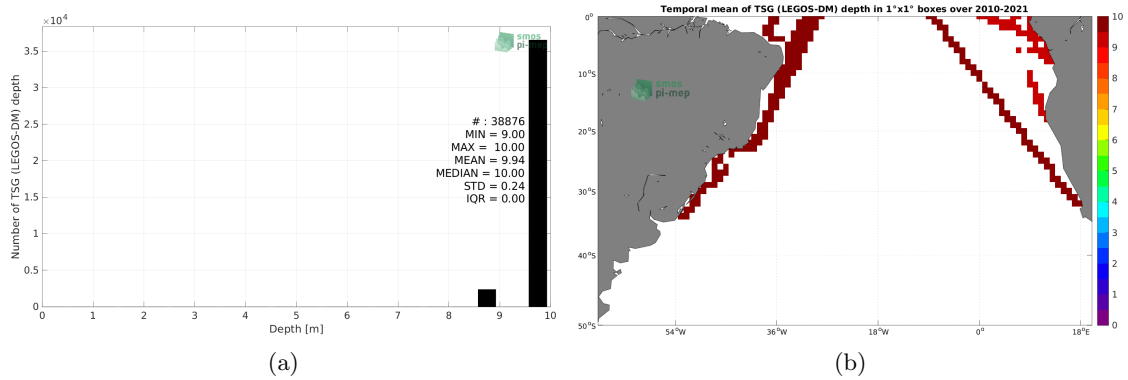 ×10⁴
3.5
3
2.5
2
1.5
1
0.5
0
Number of TSG (LEGOS-DM) depth
smos
pi-mep
# : 38876
MIN = 9.00
MAX = 10.00
MEAN = 9.94
MEDIAN = 10.00
STD = 0.24
IQR = 0.00
0 1 2 3 4 5 6 7 8 9 10
Depth [m]
(a)
Temporal mean of TSG (LEGOS-DM) depth in 1°x1° boxes over 2010-2021
0°
10°S
20°S
30°S
40°S
50°S
smos
pi-mep
54°W 36°W 18°W 0° 18°E
10
9
8
7
6
5
4
3
2
1
0
(b)